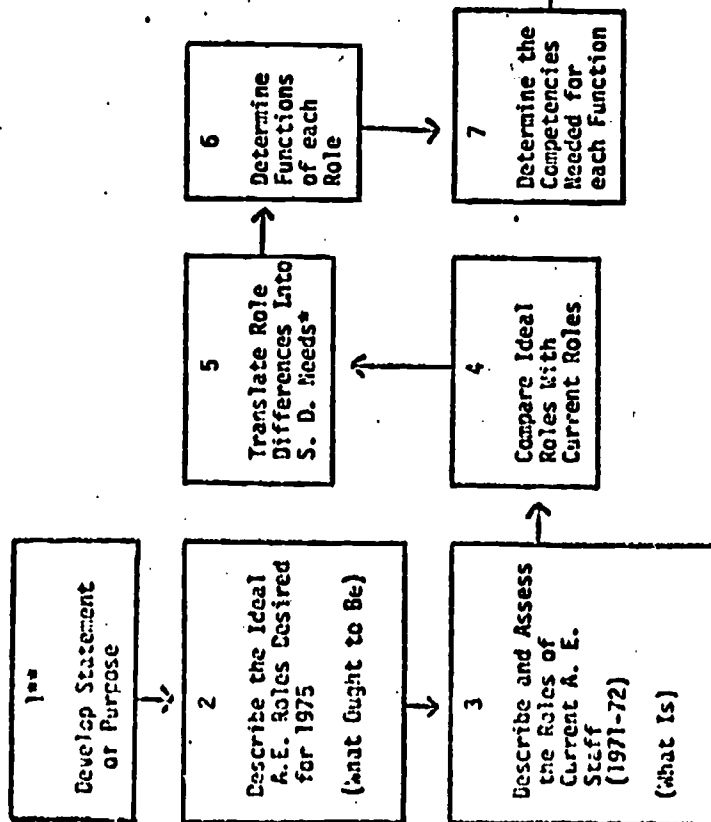 1**
Develop Statement
of Purpose
2
Describe the Ideal
A.E. Roles Desired
for 1975
(What Ought to Be)
3
Describe and Assess
the Roles of
Current A. E.
Staff
(1971-72)
(What Is)
4
Compare Ideal
Roles With
Current Roles
5
Translate Role
Differences Into
S. D. Needs*
6
Determine
Functions
of each
Role
7
Determine the
Competencies
Needed for
each Function